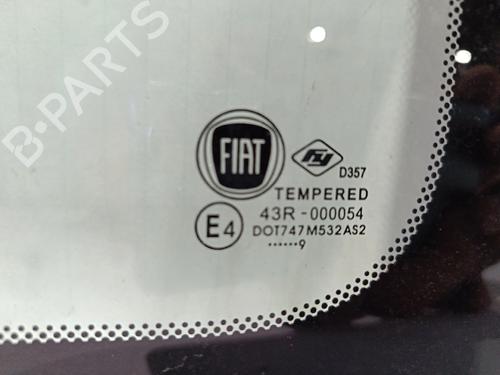 B-PARTS
FIAT
FY
D357
TEMPERED
E4
43R-000054
DOT747M532AS2
......9